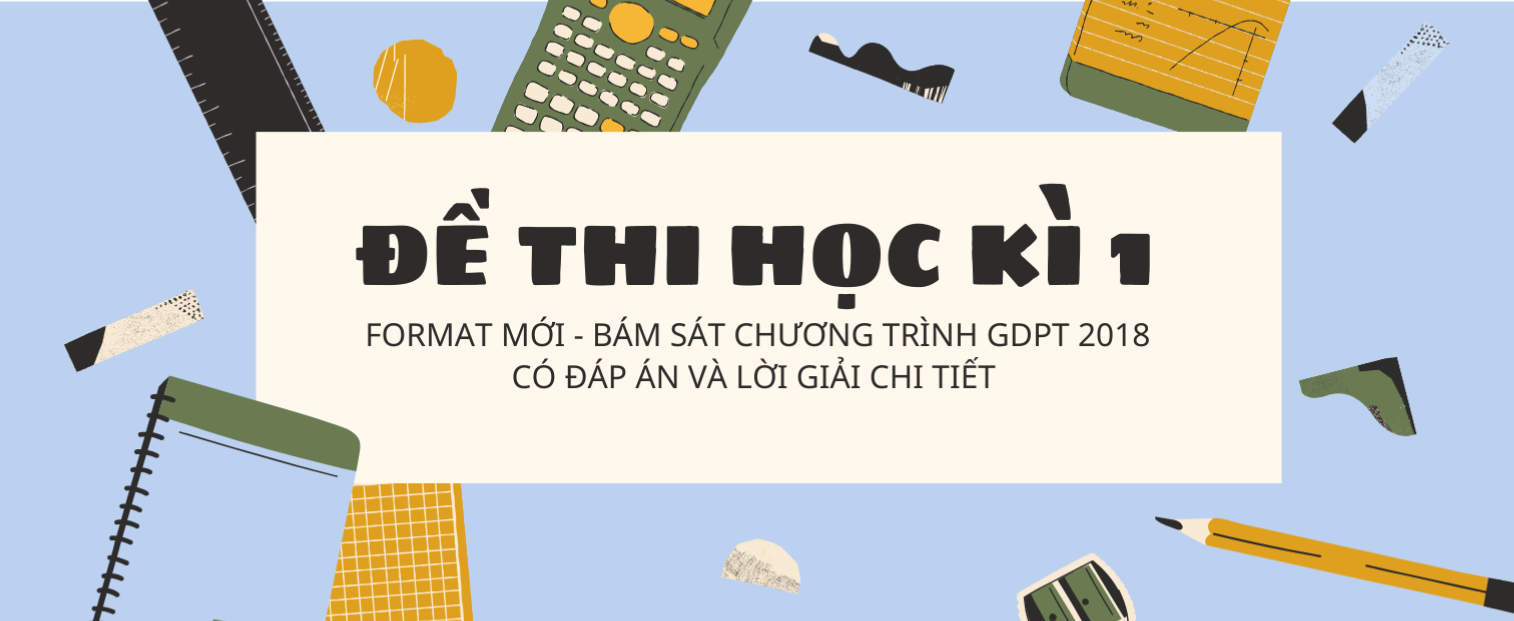 ĐỀ THI HỌC KÌ 1
FORMAT MỚI - BÁM SÁT CHƯƠNG TRÌNH GDPT 2018
CÓ ĐÁP ÁN VÀ LỜI GIẢI CHI TIẾT